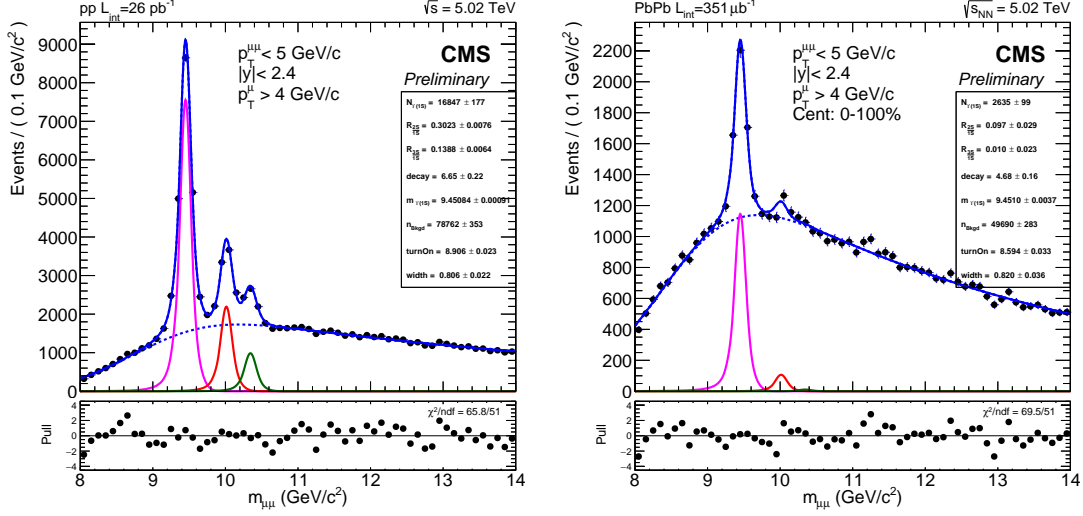 pp L_int=26 pb⁻¹
√s = 5.02 TeV
Events / ( 0.1 GeV/c² )
9000
8000
7000
6000
5000
4000
3000
2000
1000
0
p_T^μμ < 5 GeV/c
|y| < 2.4
p_T^μ > 4 GeV/c
CMS
Preliminary
N_Υ(1S) = 16847 ± 177
R_2S/1S = 0.3023 ± 0.0076
R_3S/1S = 0.1388 ± 0.0064
decay = 6.65 ± 0.22
m_Υ(1S) = 9.45084 ± 0.00091
n_Bkgd = 78762 ± 353
turnOn = 8.906 ± 0.023
width = 0.806 ± 0.022
Pull
4
2
0
−2
−4
χ²/ndf = 65.8/51
8 9 10 11 12 13 14
m_μμ (GeV/c²)
PbPb L_int=351 μb⁻¹
√s_NN = 5.02 TeV
Events / ( 0.1 GeV/c² )
2200
2000
1800
1600
1400
1200
1000
800
600
400
200
0
p_T^μμ < 5 GeV/c
|y| < 2.4
p_T^μ > 4 GeV/c
Cent: 0-100%
CMS
Preliminary
N_Υ(1S) = 2635 ± 99
R_2S/1S = 0.097 ± 0.029
R_3S/1S = 0.010 ± 0.023
decay = 4.68 ± 0.16
m_Υ(1S) = 9.4510 ± 0.0037
n_Bkgd = 49690 ± 283
turnOn = 8.594 ± 0.033
width = 0.820 ± 0.036
Pull
4
2
0
−2
−4
χ²/ndf = 69.5/51
8 9 10 11 12 13 14
m_μμ (GeV/c²)